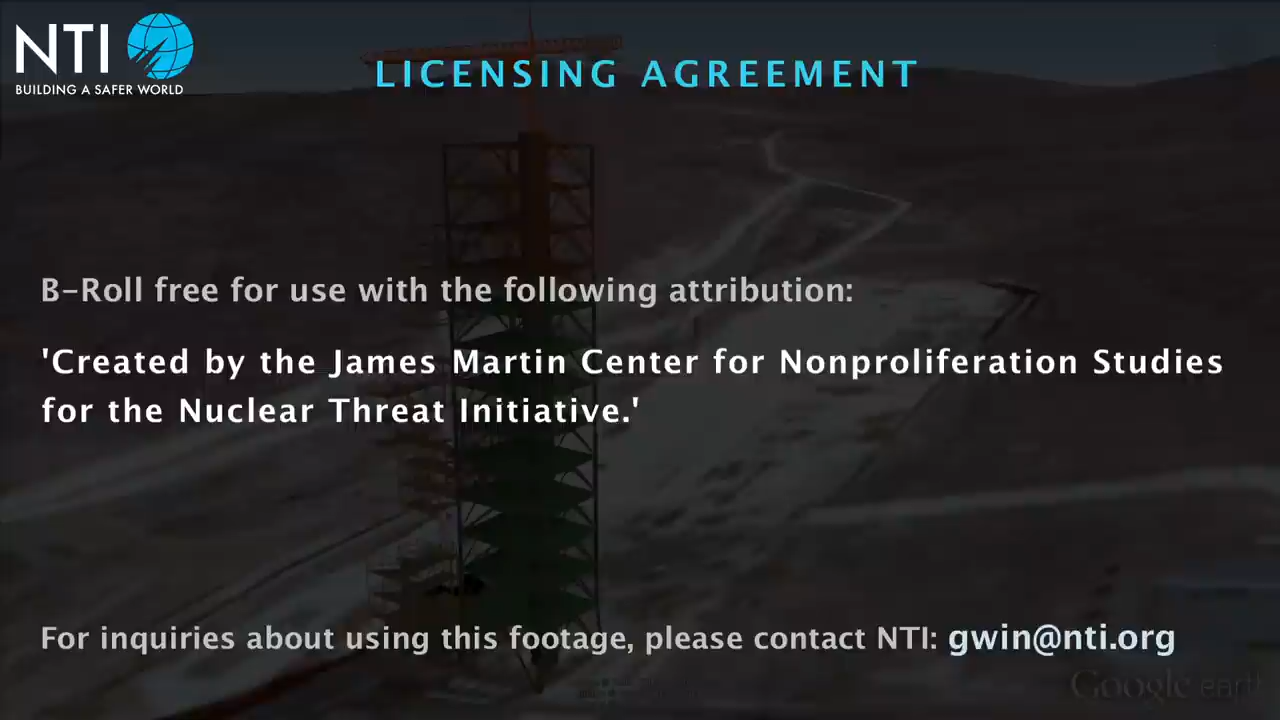 NTI
BUILDING A SAFER WORLD
LICENSING AGREEMENT
B-Roll free for use with the following attribution:
'Created by the James Martin Center for Nonproliferation Studies
for the Nuclear Threat Initiative.'
For inquiries about using this footage, please contact NTI: gwin@nti.org
Google earth